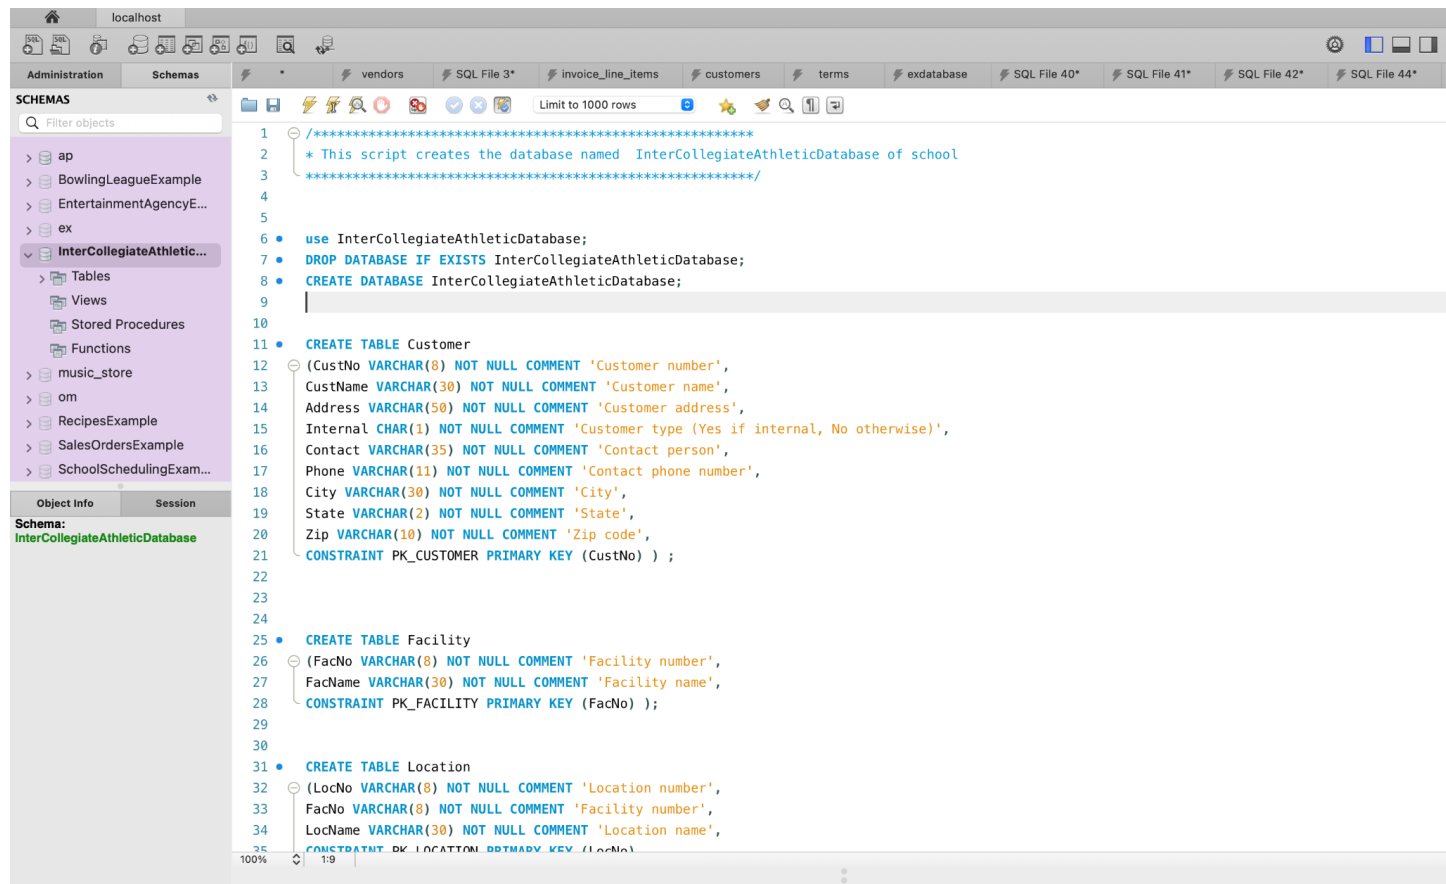 localhost
Administration
Schemas
*
vendors
SQL File 3*
invoice_line_items
customers
terms
exdatabase
SQL File 40*
SQL File 41*
SQL File 42*
SQL File 44*
SCHEMAS
Filter objects
ap
BowlingLeagueExample
EntertainmentAgencyE...
ex
InterCollegiateAthletic...
Tables
Views
Stored Procedures
Functions
music_store
om
RecipesExample
SalesOrdersExample
SchoolSchedulingExam...
Object Info
Session
Schema:
InterCollegiateAthleticDatabase
Limit to 1000 rows
1 /********************************************************
2 * This script creates the database named  InterCollegiateAthleticDatabase of school
3 *********************************************************/
4
5
6 use InterCollegiateAthleticDatabase;
7 DROP DATABASE IF EXISTS InterCollegiateAthleticDatabase;
8 CREATE DATABASE InterCollegiateAthleticDatabase;
9
10
11 CREATE TABLE Customer
12 (CustNo VARCHAR(8) NOT NULL COMMENT 'Customer number',
13 CustName VARCHAR(30) NOT NULL COMMENT 'Customer name',
14 Address VARCHAR(50) NOT NULL COMMENT 'Customer address',
15 Internal CHAR(1) NOT NULL COMMENT 'Customer type (Yes if internal, No otherwise)',
16 Contact VARCHAR(35) NOT NULL COMMENT 'Contact person',
17 Phone VARCHAR(11) NOT NULL COMMENT 'Contact phone number',
18 City VARCHAR(30) NOT NULL COMMENT 'City',
19 State VARCHAR(2) NOT NULL COMMENT 'State',
20 Zip VARCHAR(10) NOT NULL COMMENT 'Zip code',
21 CONSTRAINT PK_CUSTOMER PRIMARY KEY (CustNo) ) ;
22
23
24
25 CREATE TABLE Facility
26 (FacNo VARCHAR(8) NOT NULL COMMENT 'Facility number',
27 FacName VARCHAR(30) NOT NULL COMMENT 'Facility name',
28 CONSTRAINT PK_FACILITY PRIMARY KEY (FacNo) );
29
30
31 CREATE TABLE Location
32 (LocNo VARCHAR(8) NOT NULL COMMENT 'Location number',
33 FacNo VARCHAR(8) NOT NULL COMMENT 'Facility number',
34 LocName VARCHAR(30) NOT NULL COMMENT 'Location name',
35 CONSTRAINT PK_LOCATION PRIMARY KEY (LocNo)
100%
1:9